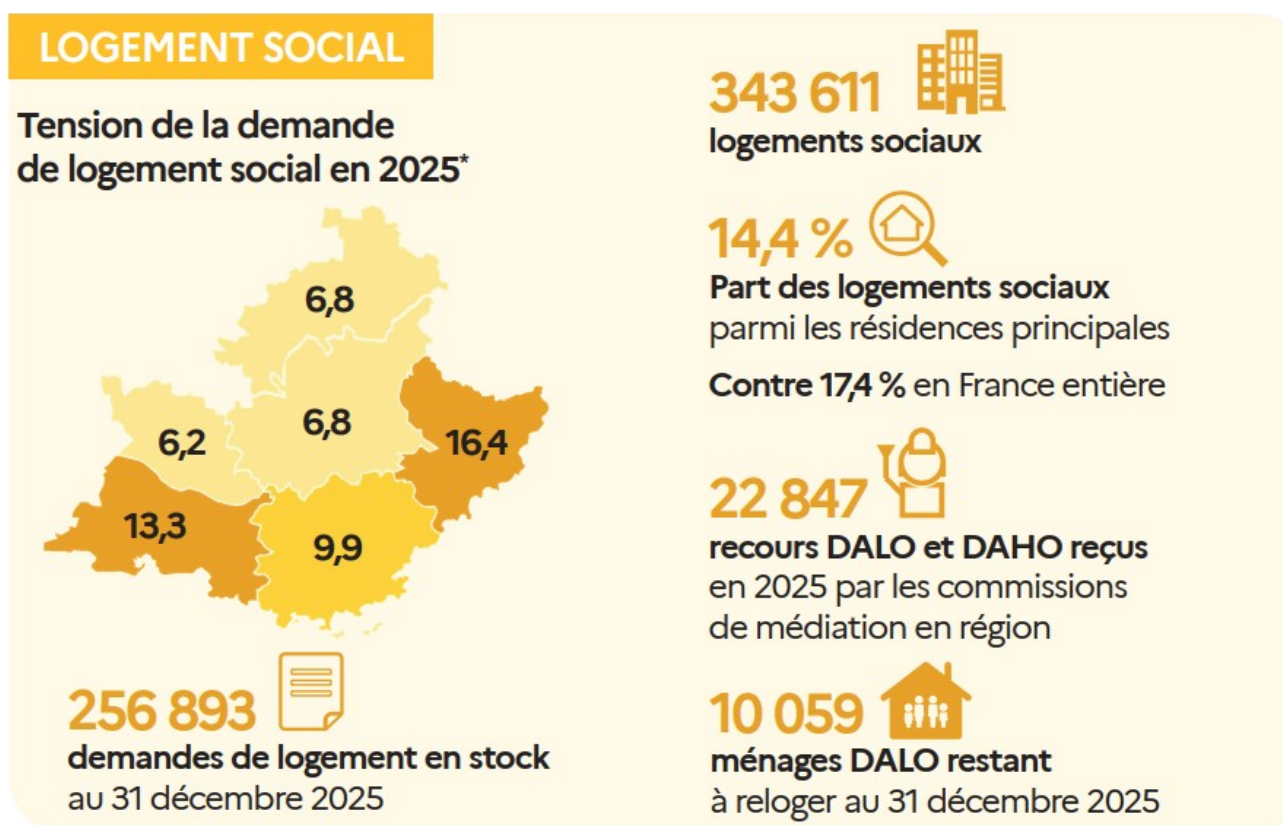 LOGEMENT SOCIAL
Tension de la demande
de logement social en 2025*
6,8
6,8
6,2
16,4
13,3
9,9
256 893
demandes de logement en stock
au 31 décembre 2025
343 611
logements sociaux
14,4 %
Part des logements sociaux
parmi les résidences principales
Contre 17,4 % en France entière
22 847
recours DALO et DAHO reçus
en 2025 par les commissions
de médiation en région
10 059
ménages DALO restant
à reloger au 31 décembre 2025